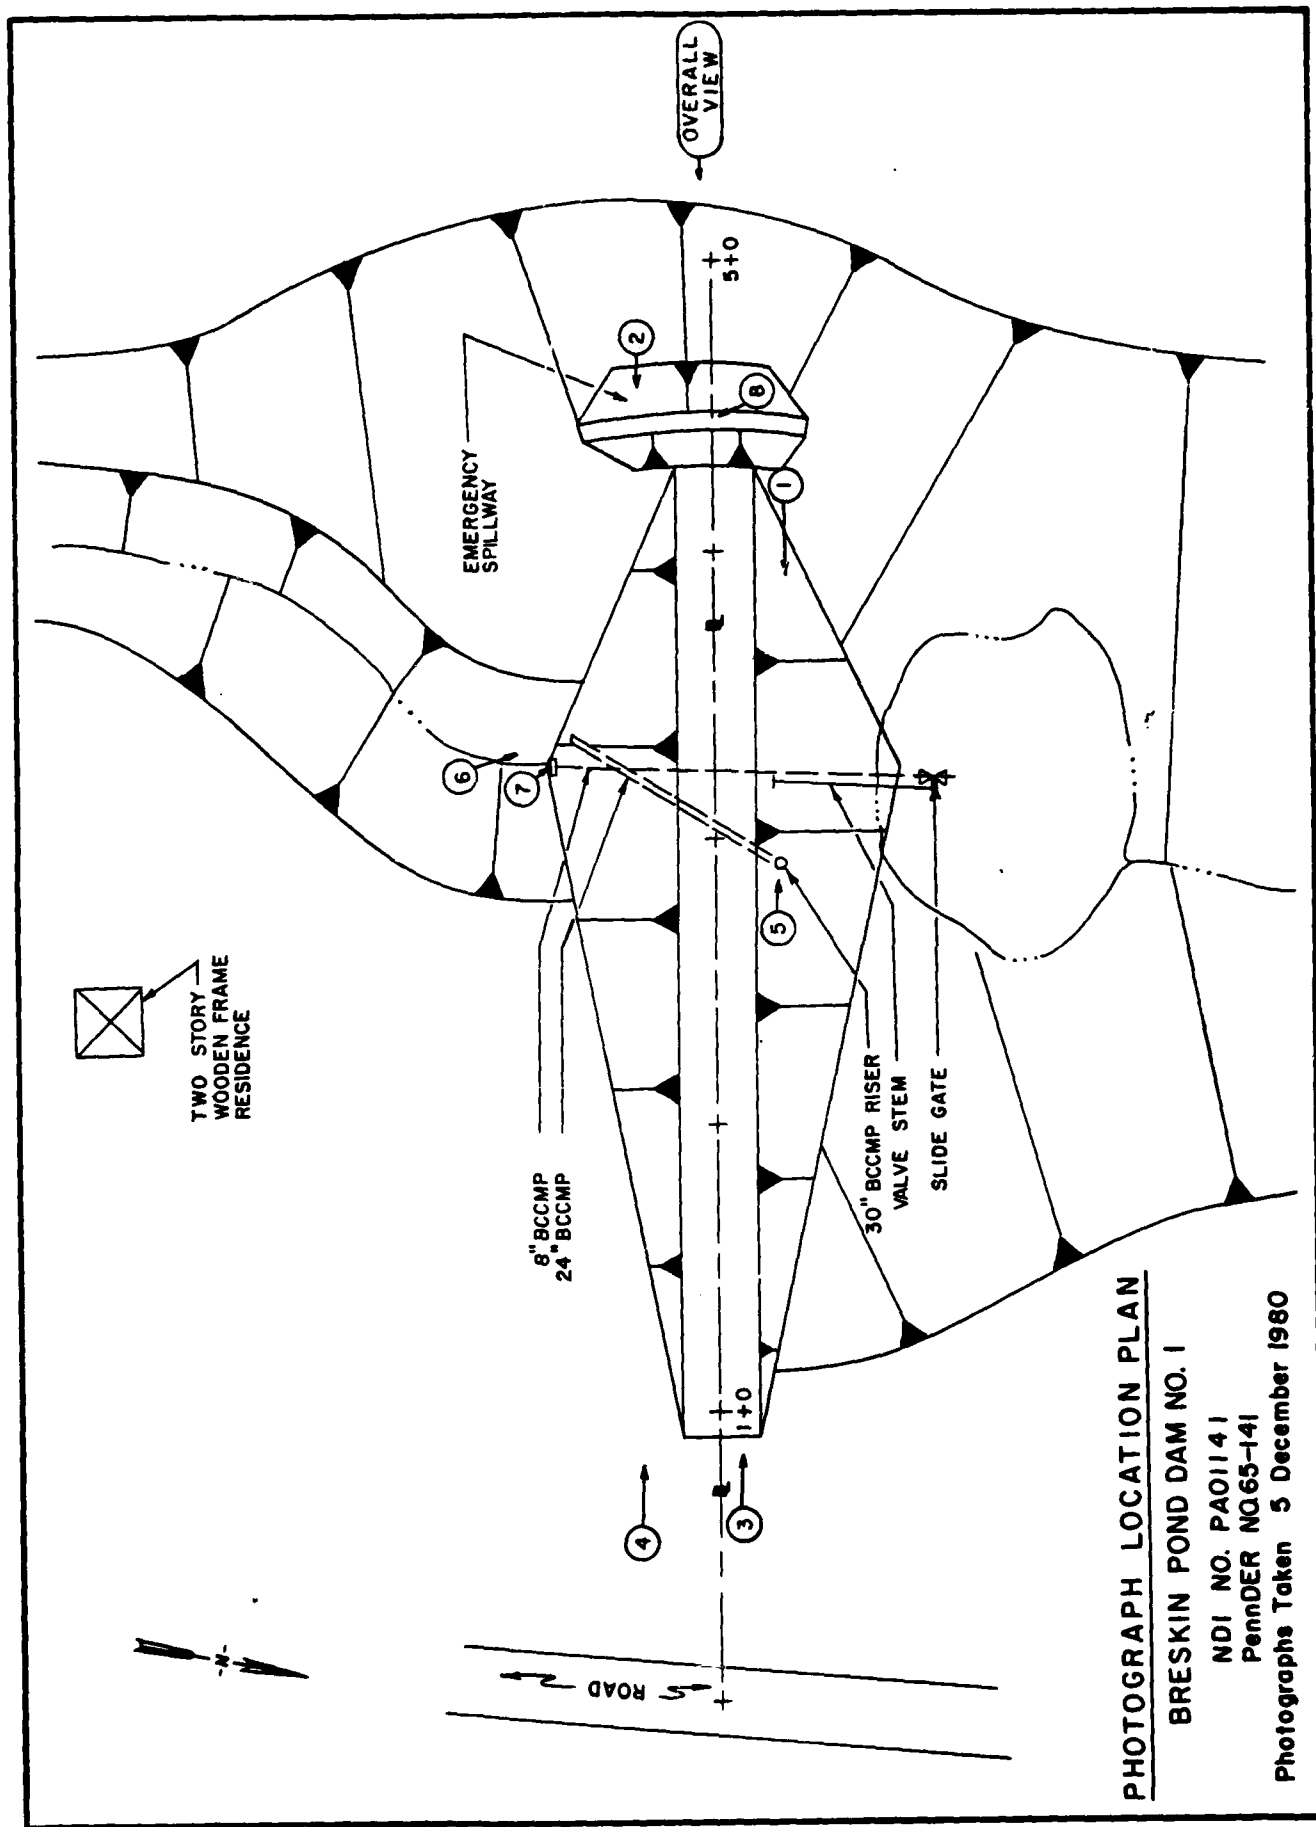 OVERALL
VIEW
5+0
2
8
1
EMERGENCY
SPILLWAY
6
7
5
TWO STORY
WOODEN FRAME
RESIDENCE
8" BCCMP
24" BCCMP
30" BCCMP RISER
VALVE STEM
SLIDE GATE
1+0
4
3
-N-
ROAD
PHOTOGRAPH LOCATION PLAN
BRESKIN POND DAM NO. 1
NDI NO. PA01141
PennDER NO. 65-141
Photographs Taken 5 December 1980